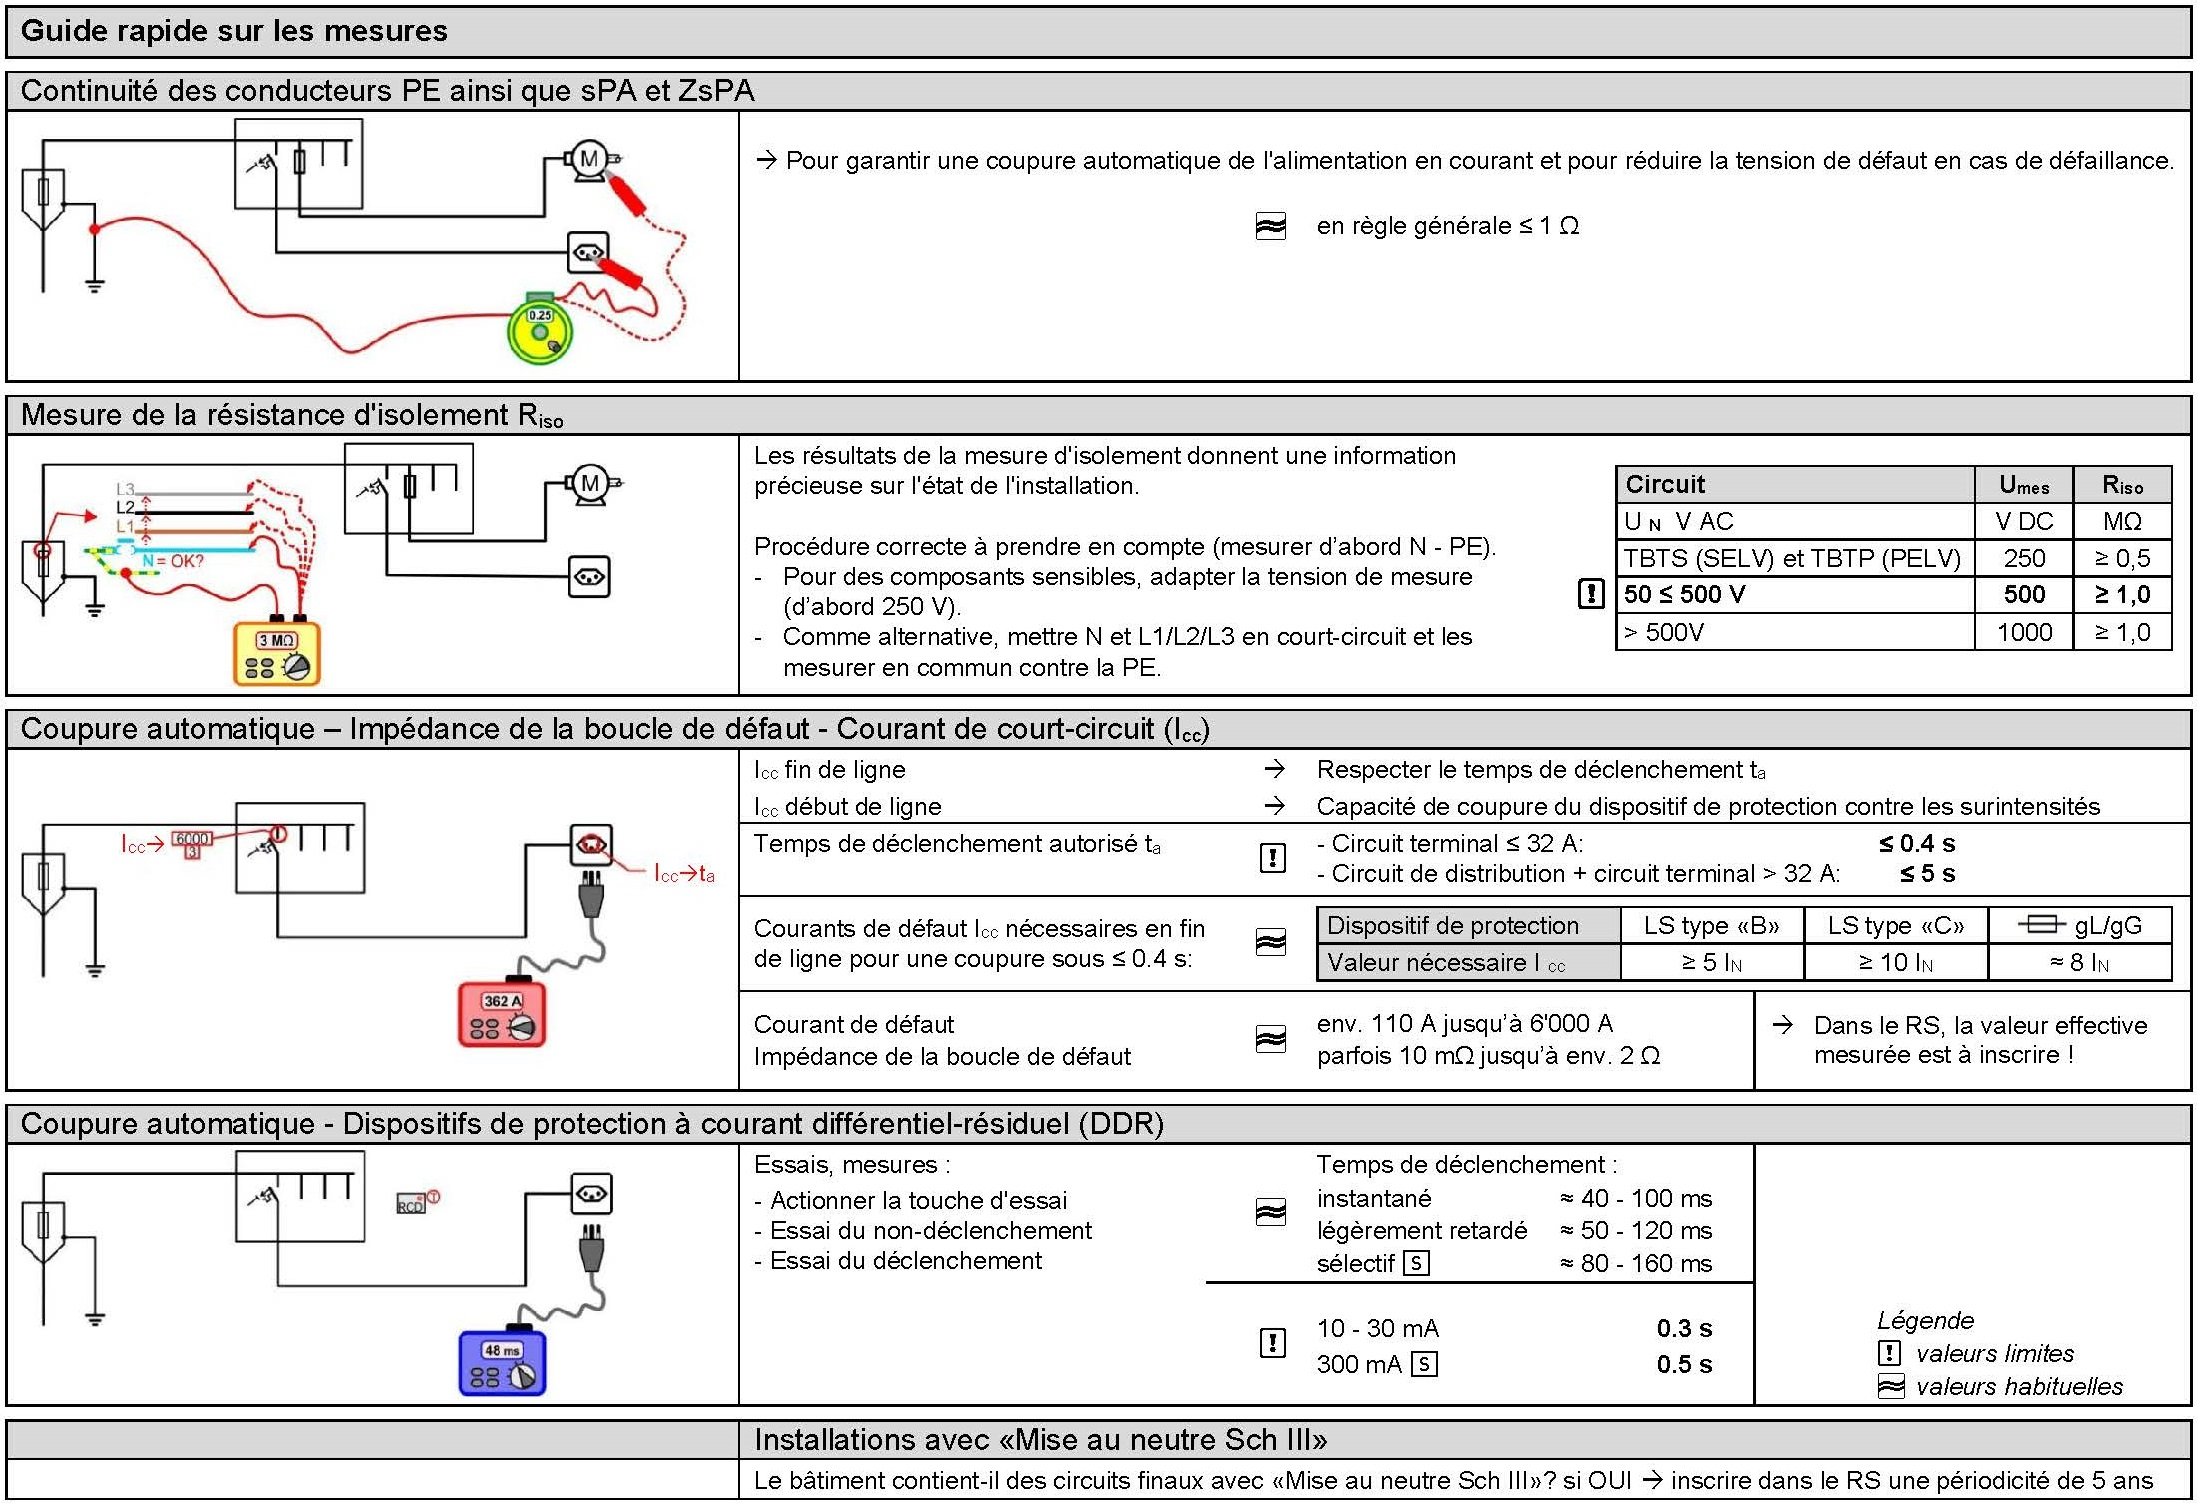 Guide rapide sur les mesures
Continuité des conducteurs PE ainsi que sPA et ZsPA
M
0.25
→ Pour garantir une coupure automatique de l'alimentation en courant et pour réduire la tension de défaut en cas de défaillance.
en règle générale ≤ 1 Ω
Mesure de la résistance d'isolement Riso
L3
L2
L1
N = OK?
M
3 MΩ
Les résultats de la mesure d'isolement donnent une information
précieuse sur l'état de l'installation.
Procédure correcte à prendre en compte (mesurer d’abord N - PE).
- Pour des composants sensibles, adapter la tension de mesure
(d’abord 250 V).
- Comme alternative, mettre N et L1/L2/L3 en court-circuit et les
mesurer en commun contre la PE.
Circuit Umes Riso
U N V AC V DC MΩ
TBTS (SELV) et TBTP (PELV) 250 ≥ 0,5
! 50 ≤ 500 V 500 ≥ 1,0
> 500V 1000 ≥ 1,0
Coupure automatique – Impédance de la boucle de défaut - Courant de court-circuit (Icc)
Icc→ 6000
3
Icc→ta
362 A
Icc fin de ligne → Respecter le temps de déclenchement ta
Icc début de ligne → Capacité de coupure du dispositif de protection contre les surintensités
Temps de déclenchement autorisé ta ! - Circuit terminal ≤ 32 A: ≤ 0.4 s
- Circuit de distribution + circuit terminal > 32 A: ≤ 5 s
Courants de défaut Icc nécessaires en fin
de ligne pour une coupure sous ≤ 0.4 s:
Dispositif de protection LS type «B» LS type «C» gL/gG
Valeur nécessaire I cc ≥ 5 IN ≥ 10 IN ≈ 8 IN
Courant de défaut env. 110 A jusqu’à 6'000 A
Impédance de la boucle de défaut parfois 10 mΩ jusqu’à env. 2 Ω
→ Dans le RS, la valeur effective
mesurée est à inscrire !
Coupure automatique - Dispositifs de protection à courant différentiel-résiduel (DDR)
RCD T
48 ms
Essais, mesures :
- Actionner la touche d'essai
- Essai du non-déclenchement
- Essai du déclenchement
Temps de déclenchement :
instantané ≈ 40 - 100 ms
légèrement retardé ≈ 50 - 120 ms
sélectif S ≈ 80 - 160 ms
! 10 - 30 mA 0.3 s
300 mA S 0.5 s
Légende
! valeurs limites
valeurs habituelles
Installations avec «Mise au neutre Sch III»
Le bâtiment contient-il des circuits finaux avec «Mise au neutre Sch III»? si OUI → inscrire dans le RS une périodicité de 5 ans